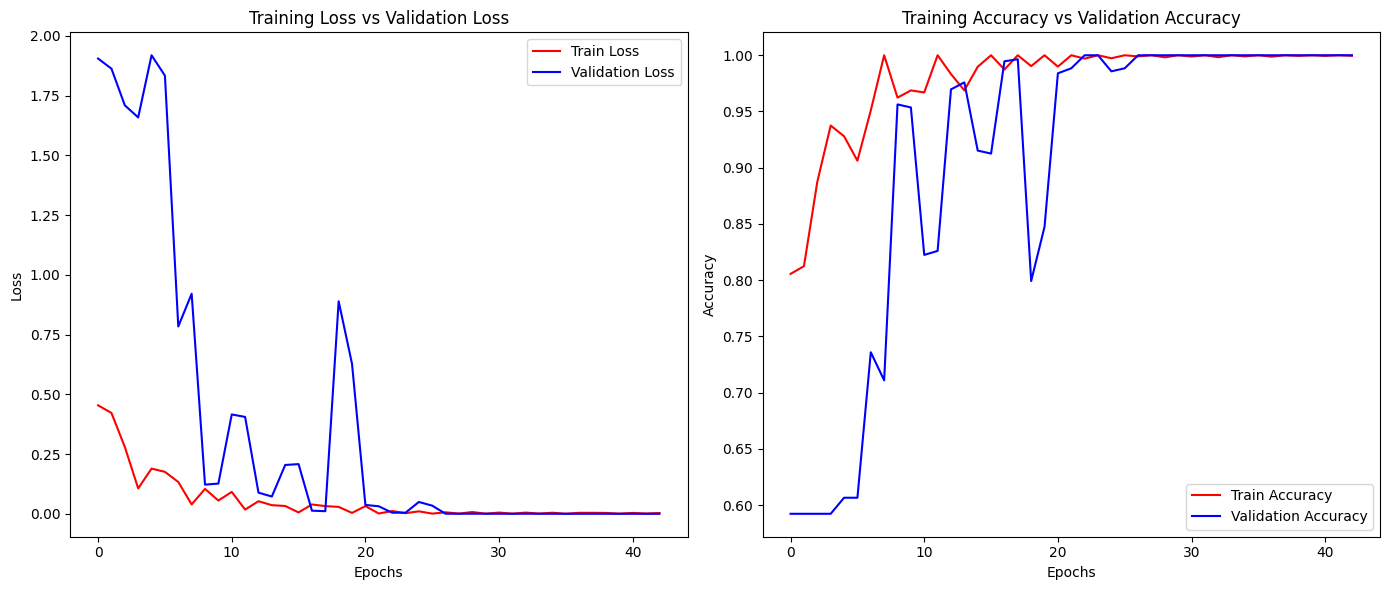 Training Loss vs Validation Loss
Train Loss
Validation Loss
2.00
1.75
1.50
1.25
1.00
0.75
0.50
0.25
0.00
Loss
0
10
20
30
40
Epochs
Training Accuracy vs Validation Accuracy
1.00
0.95
0.90
0.85
0.80
0.75
0.70
0.65
0.60
Accuracy
Train Accuracy
Validation Accuracy
0
10
20
30
40
Epochs